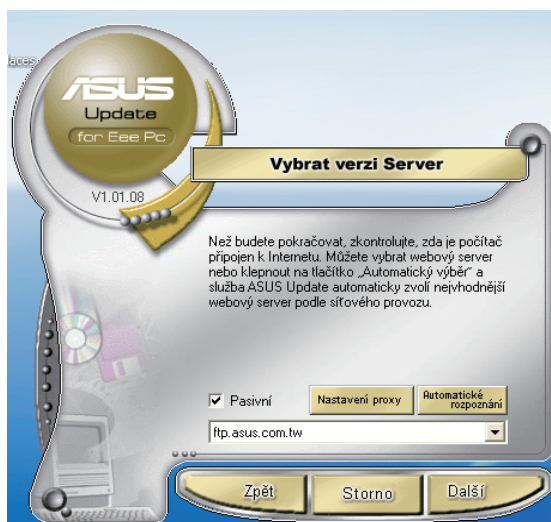 laces
ASUS
Update
for Eee Pc
V1.01.08
Vybrat verzi Server
Než budete pokračovat, zkontrolujte, zda je počítač
připojen k Internetu. Můžete vybrat webový server
nebo klepnout na tlačítko „Automatický výběr“ a
služba ASUS Update automaticky zvolí nejvhodnější
webový server podle síťového provozu.
Pasivní
Nastavení proxy
Automatické
rozpoznání
ftp.asus.com.tw
Zpět
Storno
Další